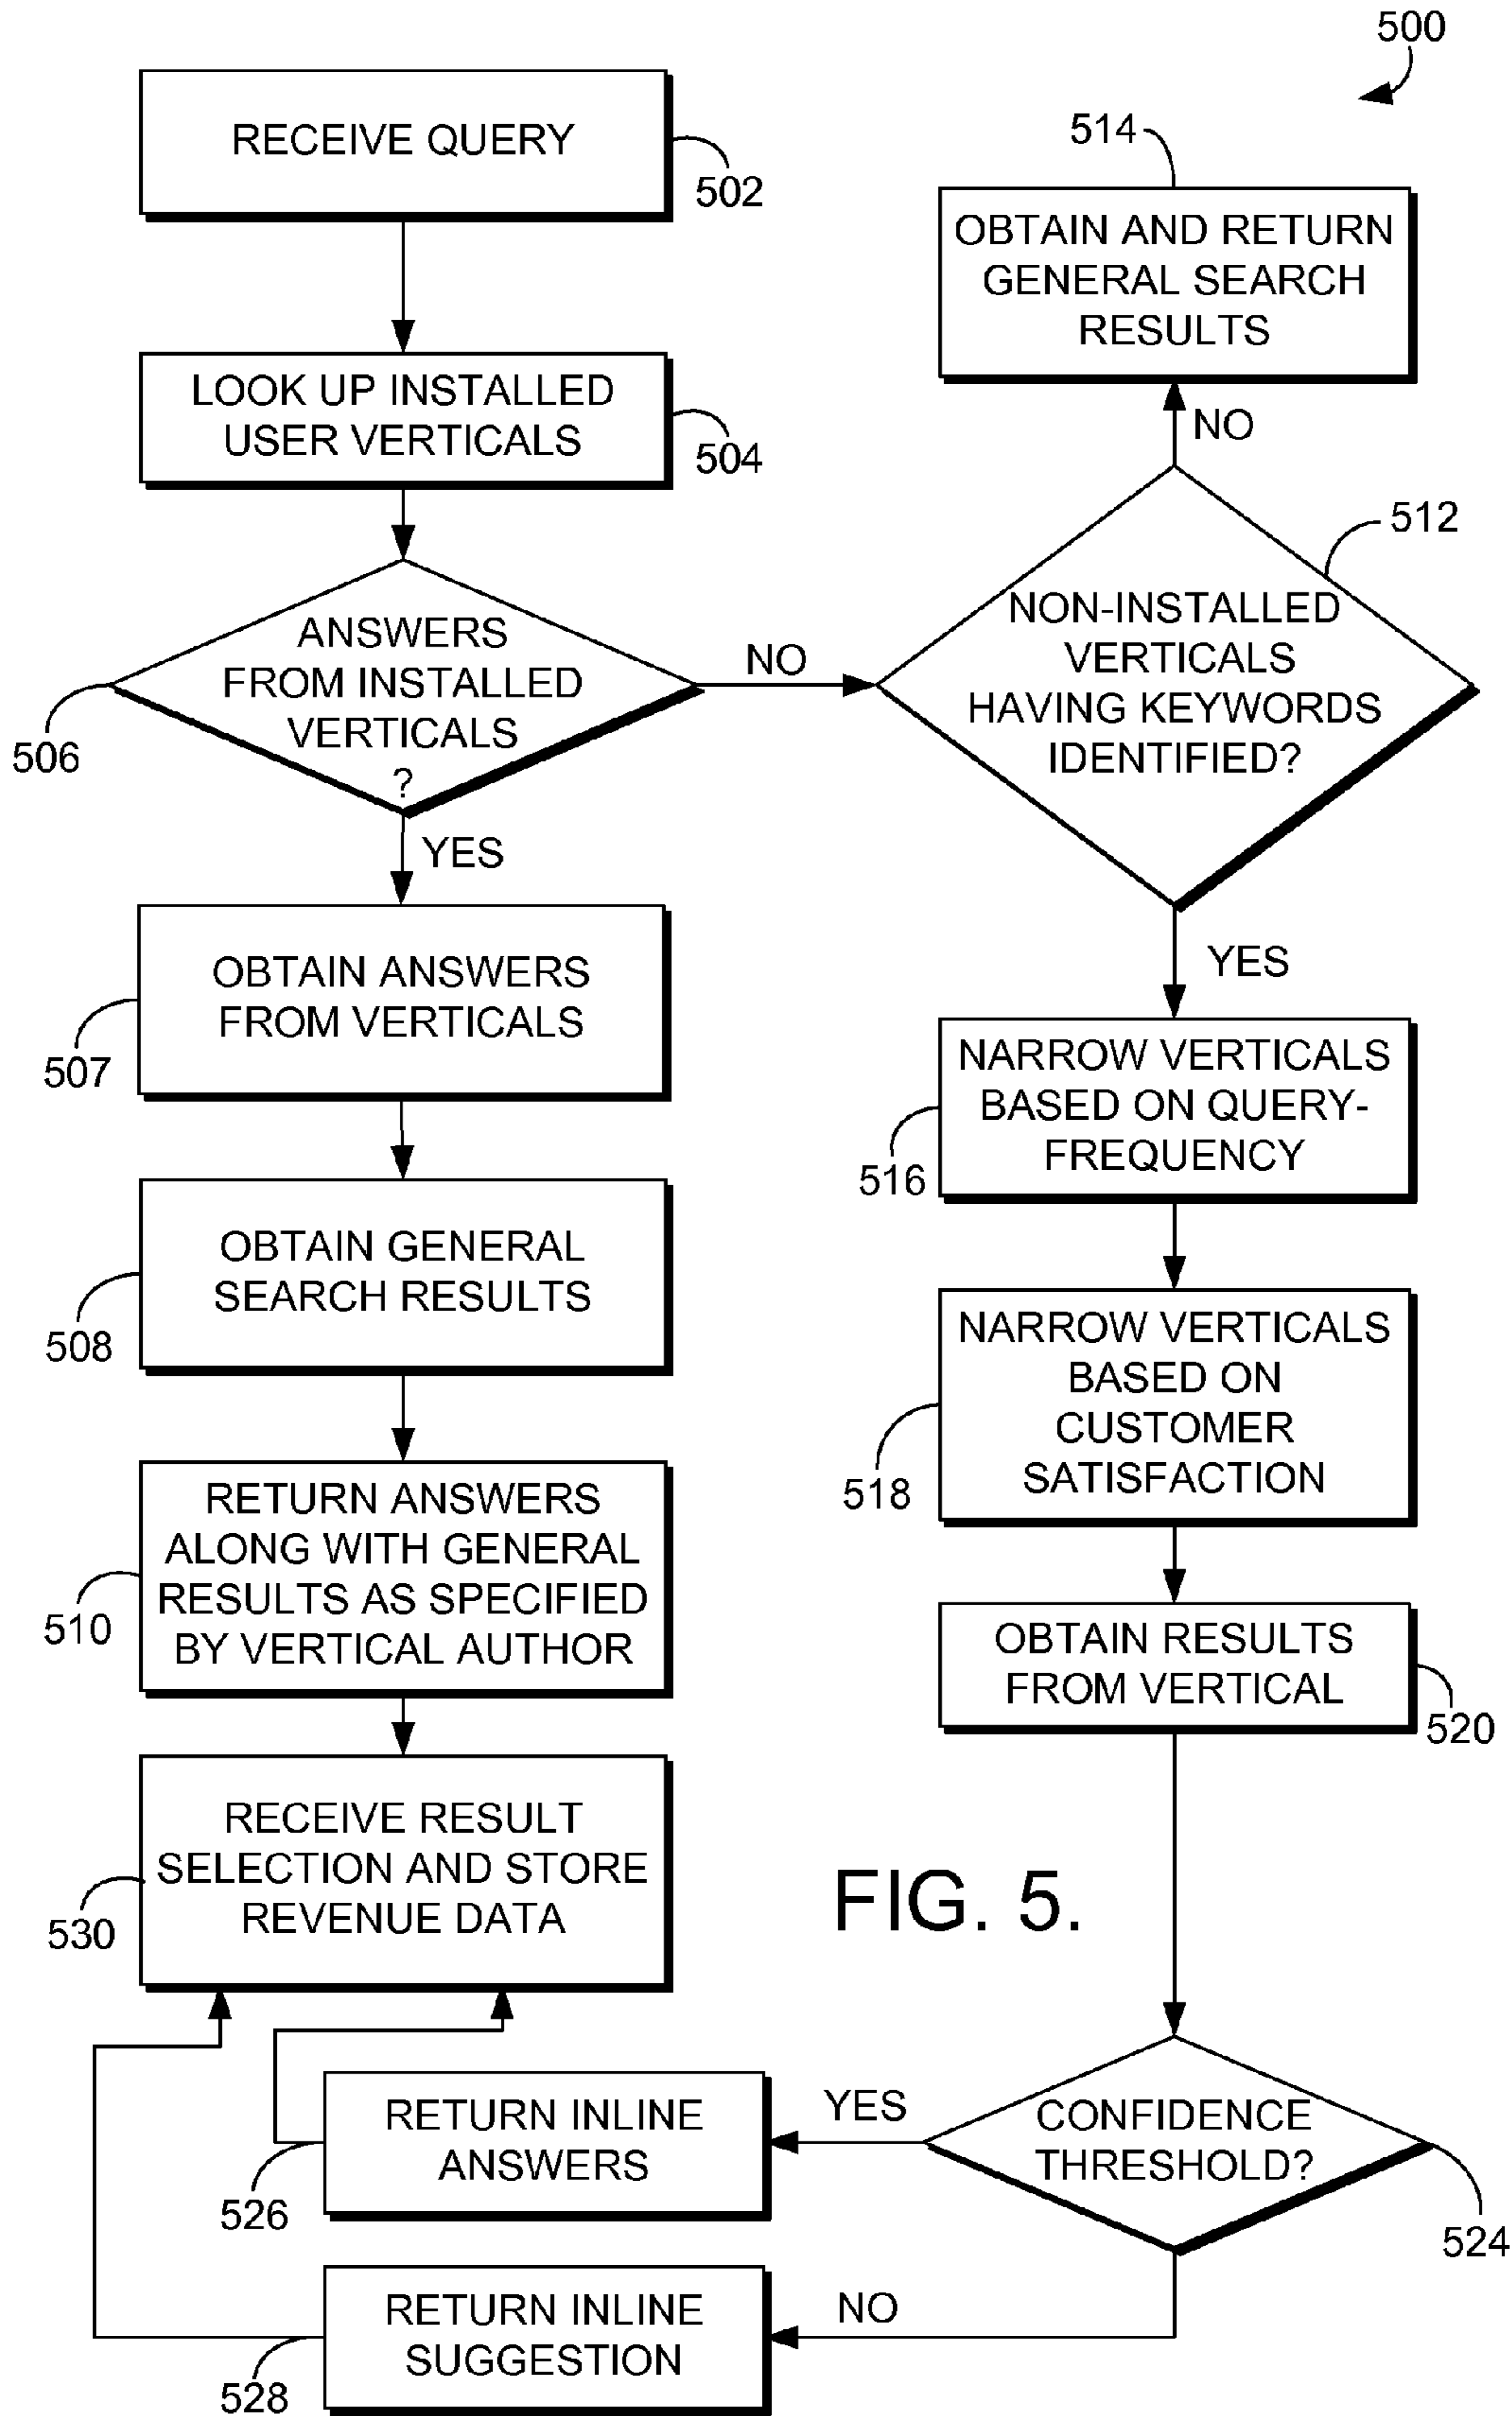 500
RECEIVE QUERY
502
514
OBTAIN AND RETURN
GENERAL SEARCH
RESULTS
NO
LOOK UP INSTALLED
USER VERTICALS
504
512
NON-INSTALLED
VERTICALS
HAVING KEYWORDS
IDENTIFIED?
ANSWERS
FROM INSTALLED
VERTICALS
?
506
NO
YES
YES
OBTAIN ANSWERS
FROM VERTICALS
507
NARROW VERTICALS
BASED ON QUERY-
FREQUENCY
516
OBTAIN GENERAL
SEARCH RESULTS
508
NARROW VERTICALS
BASED ON
CUSTOMER
SATISFACTION
518
RETURN ANSWERS
ALONG WITH GENERAL
RESULTS AS SPECIFIED
BY VERTICAL AUTHOR
510
OBTAIN RESULTS
FROM VERTICAL
520
RECEIVE RESULT
SELECTION AND STORE
REVENUE DATA
530
FIG. 5.
RETURN INLINE
ANSWERS
526
YES
CONFIDENCE
THRESHOLD?
524
RETURN INLINE
SUGGESTION
528
NO